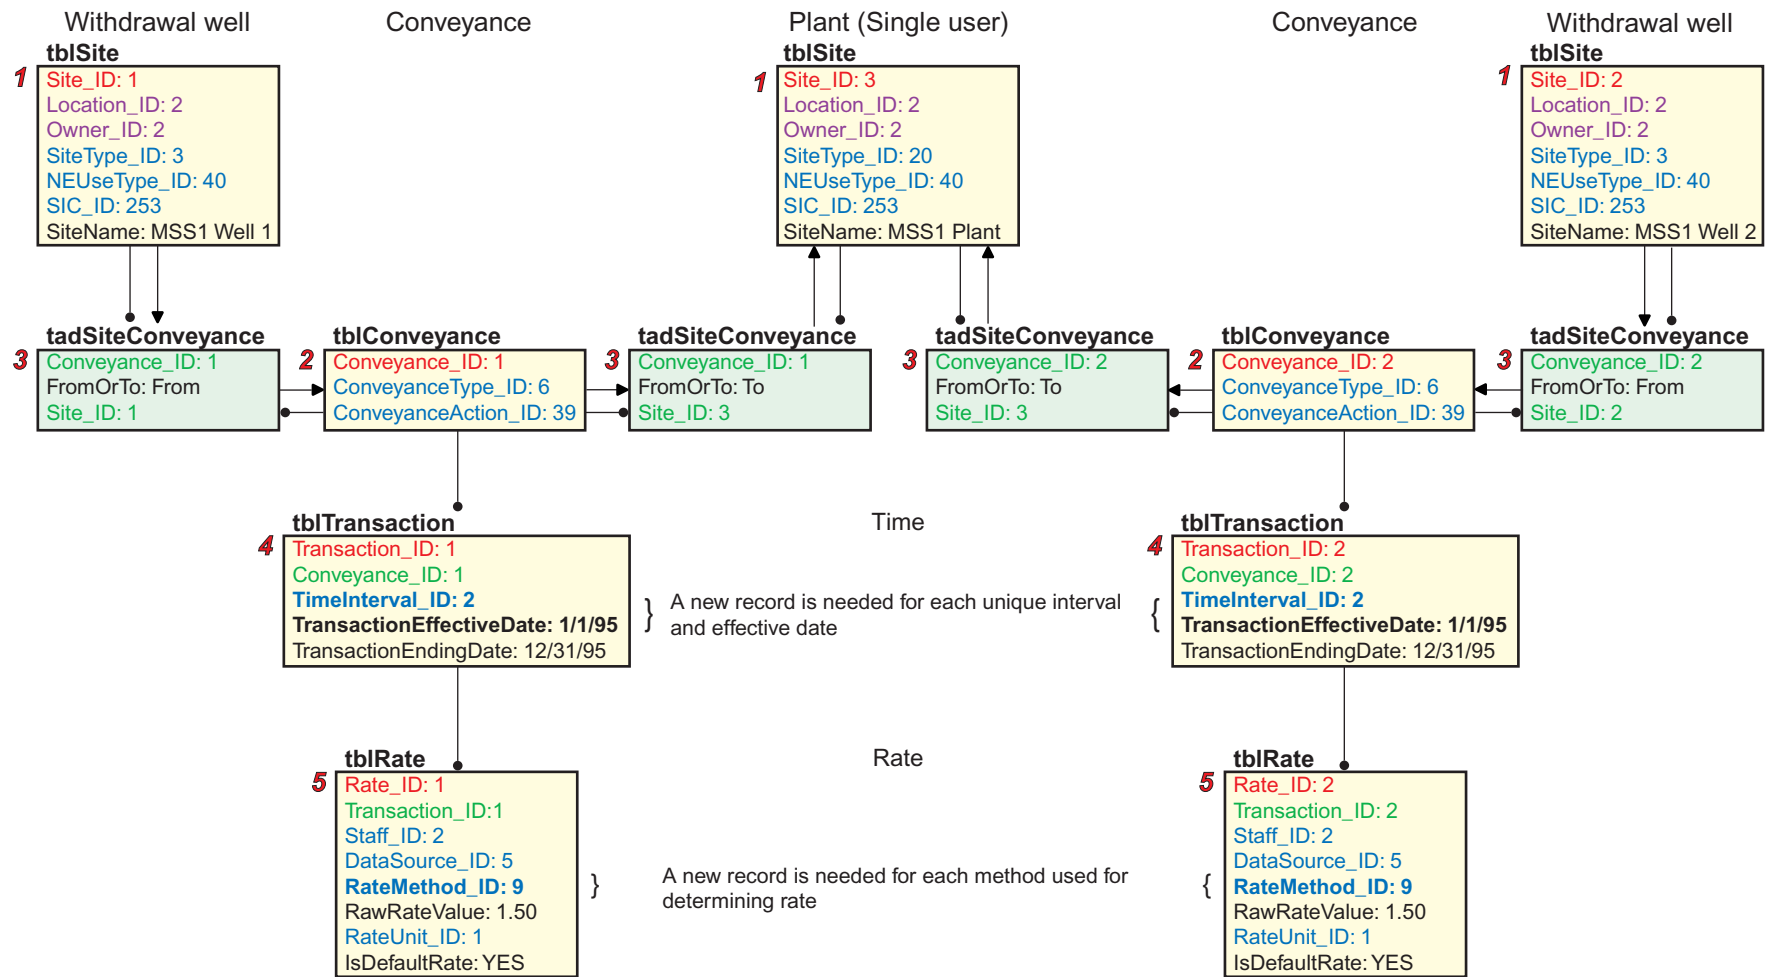 Withdrawal well
Conveyance
Plant (Single user)
Conveyance
Withdrawal well
tblSite
1
Site_ID: 1
Location_ID: 2
Owner_ID: 2
SiteType_ID: 3
NEUseType_ID: 40
SIC_ID: 253
SiteName: MSS1 Well 1
tblSite
1
Site_ID: 3
Location_ID: 2
Owner_ID: 2
SiteType_ID: 20
NEUseType_ID: 40
SIC_ID: 253
SiteName: MSS1 Plant
tblSite
1
Site_ID: 2
Location_ID: 2
Owner_ID: 2
SiteType_ID: 3
NEUseType_ID: 40
SIC_ID: 253
SiteName: MSS1 Well 2
tadSiteConveyance
3
Conveyance_ID: 1
FromOrTo: From
Site_ID: 1
tblConveyance
2
Conveyance_ID: 1
ConveyanceType_ID: 6
ConveyanceAction_ID: 39
tadSiteConveyance
3
Conveyance_ID: 1
FromOrTo: To
Site_ID: 3
tadSiteConveyance
3
Conveyance_ID: 2
FromOrTo: To
Site_ID: 3
tblConveyance
2
Conveyance_ID: 2
ConveyanceType_ID: 6
ConveyanceAction_ID: 39
tadSiteConveyance
3
Conveyance_ID: 2
FromOrTo: From
Site_ID: 2
tblTransaction
4
Transaction_ID: 1
Conveyance_ID: 1
TimeInterval_ID: 2
TransactionEffectiveDate: 1/1/95
TransactionEndingDate: 12/31/95
Time
} A new record is needed for each unique interval {
and effective date
tblTransaction
4
Transaction_ID: 2
Conveyance_ID: 2
TimeInterval_ID: 2
TransactionEffectiveDate: 1/1/95
TransactionEndingDate: 12/31/95
tblRate
5
Rate_ID: 1
Transaction_ID:1
Staff_ID: 2
DataSource_ID: 5
RateMethod_ID: 9
RawRateValue: 1.50
RateUnit_ID: 1
IsDefaultRate: YES
Rate
} A new record is needed for each method used for {
determining rate
tblRate
5
Rate_ID: 2
Transaction_ID: 2
Staff_ID: 2
DataSource_ID: 5
RateMethod_ID: 9
RawRateValue: 1.50
RateUnit_ID: 1
IsDefaultRate: YES